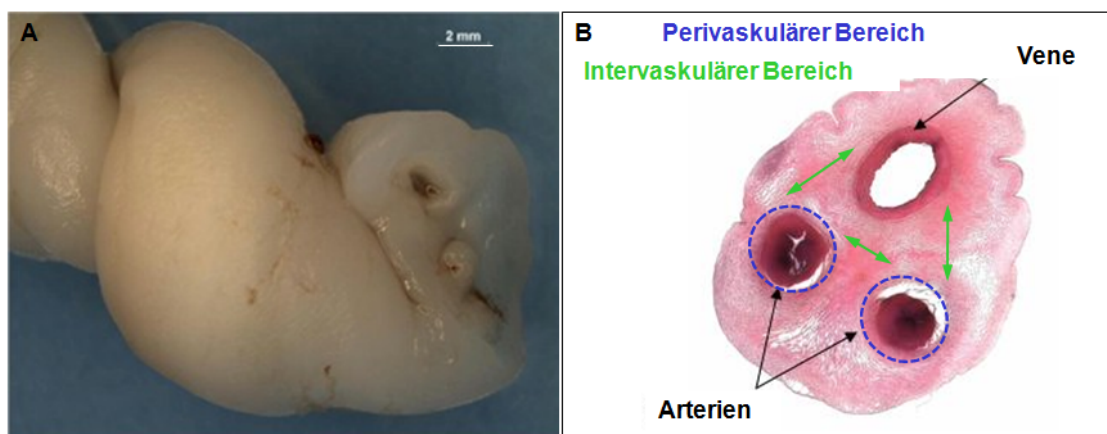 A
2 mm
B
Perivaskulärer Bereich
Intervaskulärer Bereich
Vene
Arterien